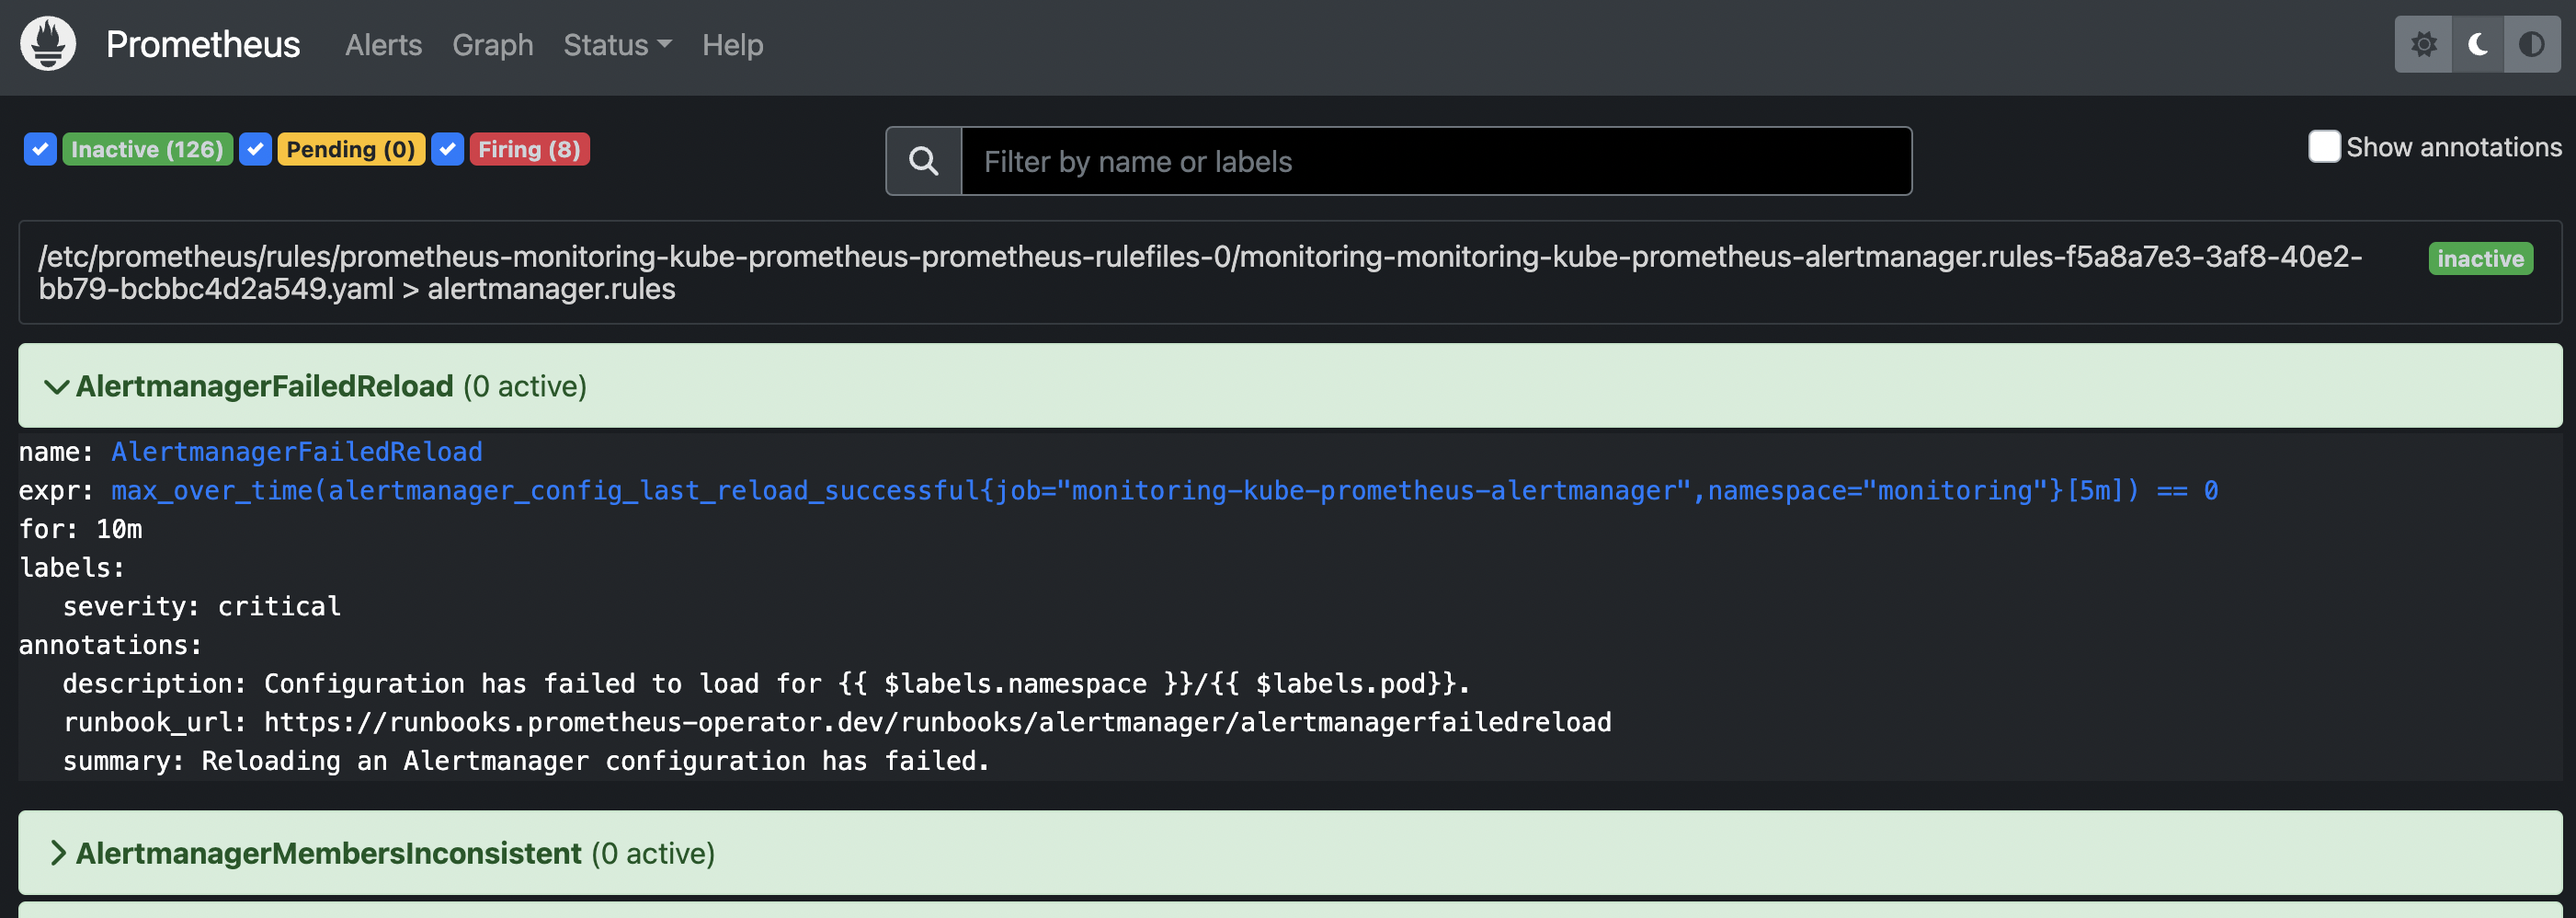 Prometheus Alerts Graph Status Help
Inactive (126) Pending (0) Firing (8) Filter by name or labels Show annotations
/etc/prometheus/rules/prometheus-monitoring-kube-prometheus-prometheus-rulefiles-0/monitoring-monitoring-kube-prometheus-alertmanager.rules-f5a8a7e3-3af8-40e2- inactive
bb79-bcbbc4d2a549.yaml > alertmanager.rules
AlertmanagerFailedReload (0 active)
name: AlertmanagerFailedReload
expr: max_over_time(alertmanager_config_last_reload_successful{job="monitoring-kube-prometheus-alertmanager",namespace="monitoring"}[5m]) == 0
for: 10m
labels:
severity: critical
annotations:
description: Configuration has failed to load for {{ $labels.namespace }}/{{ $labels.pod}}.
runbook_url: https://runbooks.prometheus-operator.dev/runbooks/alertmanager/alertmanagerfailedreload
summary: Reloading an Alertmanager configuration has failed.
AlertmanagerMembersInconsistent (0 active)